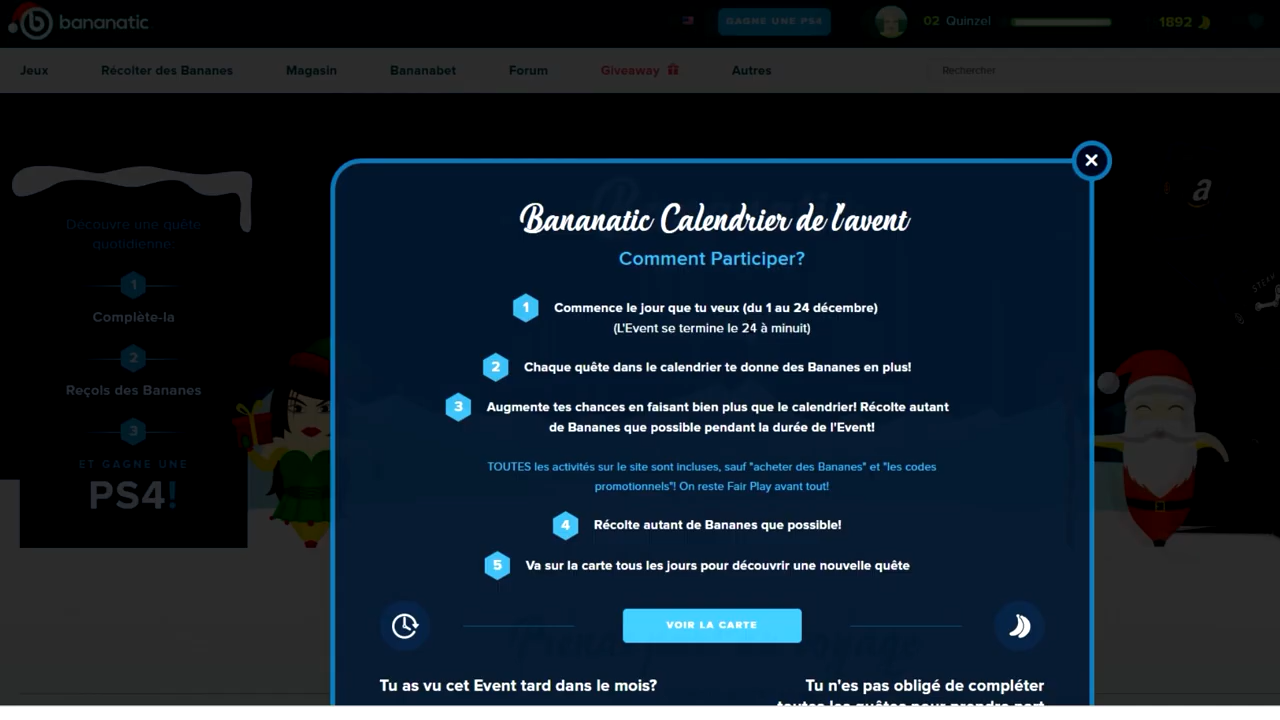 bananatic
GAGNE UNE PS4
02 Quinzel
1892
Jeux
Récolter des Bananes
Magasin
Bananabet
Forum
Giveaway
Autres
Rechercher
Découvre une quête
quotidienne:
1
Complète-la
2
Reçois des Bananes
3
ET GAGNE UNE
PS4!
a
Bananatic Calendrier de l'avent
Comment Participer?
1 Commence le jour que tu veux (du 1 au 24 décembre)
(L'Event se termine le 24 à minuit)
2 Chaque quête dans le calendrier te donne des Bananes en plus!
3 Augmente tes chances en faisant bien plus que le calendrier! Récolte autant
de Bananes que possible pendant la durée de l'Event!
TOUTES les activités sur le site sont incluses, sauf "acheter des Bananes" et "les codes
promotionnels"! On reste Fair Play avant tout!
4 Récolte autant de Bananes que possible!
5 Va sur la carte tous les jours pour découvrir une nouvelle quête
VOIR LA CARTE
Tu as vu cet Event tard dans le mois?
Tu n'es pas obligé de compléter
toutes les quêtes pour prendre part